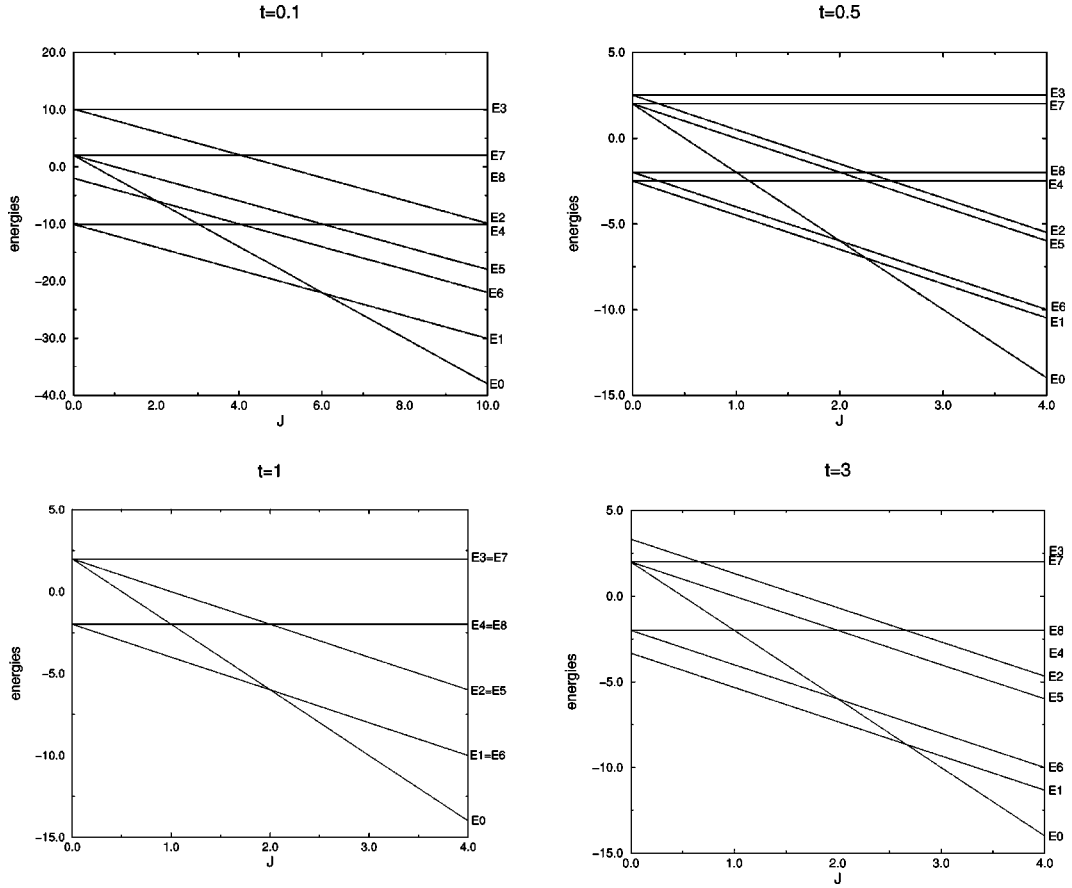 t=0.1
20.0
10.0
0.0
−10.0
−20.0
−30.0
−40.0
energies
0.0
2.0
4.0
6.0
8.0
10.0
J
E3
E7
E8
E2
E4
E5
E6
E1
E0
t=0.5
5.0
0.0
−5.0
−10.0
−15.0
energies
0.0
1.0
2.0
3.0
4.0
J
E3
E7
E8
E4
E2
E5
E6
E1
E0
t=1
5.0
0.0
−5.0
−10.0
−15.0
energies
0.0
1.0
2.0
3.0
4.0
J
E3=E7
E4=E8
E2=E5
E1=E6
E0
t=3
5.0
0.0
−5.0
−10.0
−15.0
energies
0.0
1.0
2.0
3.0
4.0
J
E3
E7
E8
E4
E2
E5
E6
E1
E0